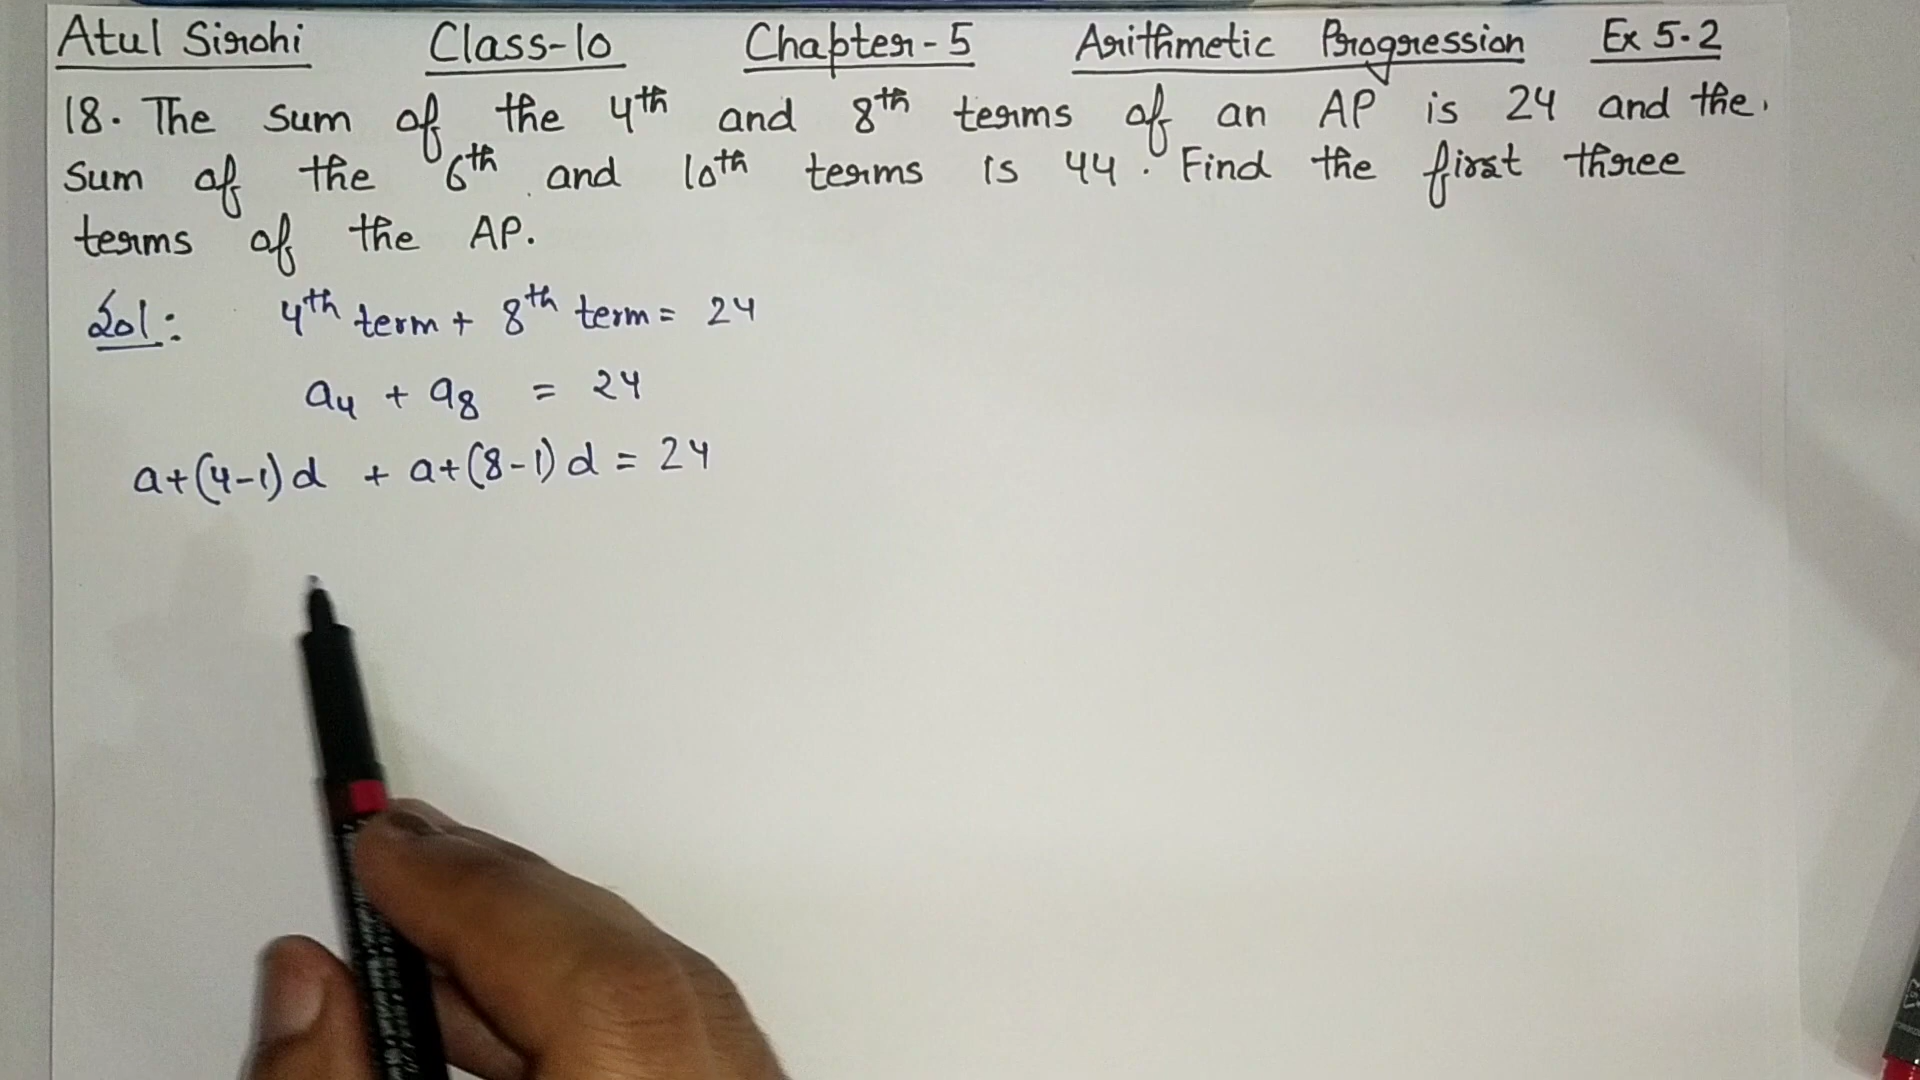 Atul Sirohi Class-10 Chapter-5 Arithmetic Progression Ex 5.2
18. The sum of the 4th and 8th terms of an AP is 24 and the
sum of the 6th and 10th terms is 44. Find the first three
terms of the AP.
Sol: 4th term + 8th term = 24
a4 + a8 = 24
a+(4-1)d + a+(8-1)d = 24